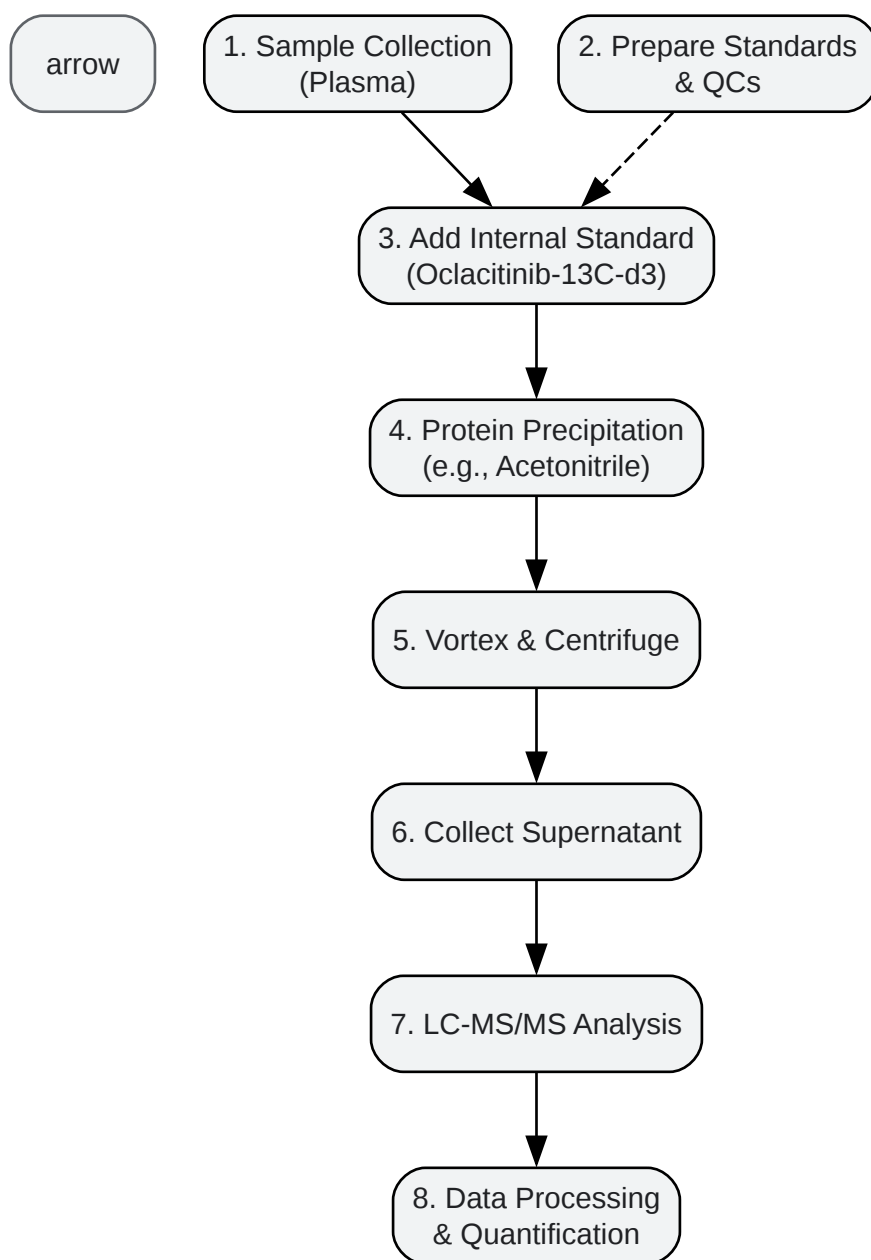 arrow
1. Sample Collection
(Plasma)
2. Prepare Standards
& QCs
3. Add Internal Standard
(Oclacitinib-13C-d3)
4. Protein Precipitation
(e.g., Acetonitrile)
5. Vortex & Centrifuge
6. Collect Supernatant
7. LC-MS/MS Analysis
8. Data Processing
& Quantification